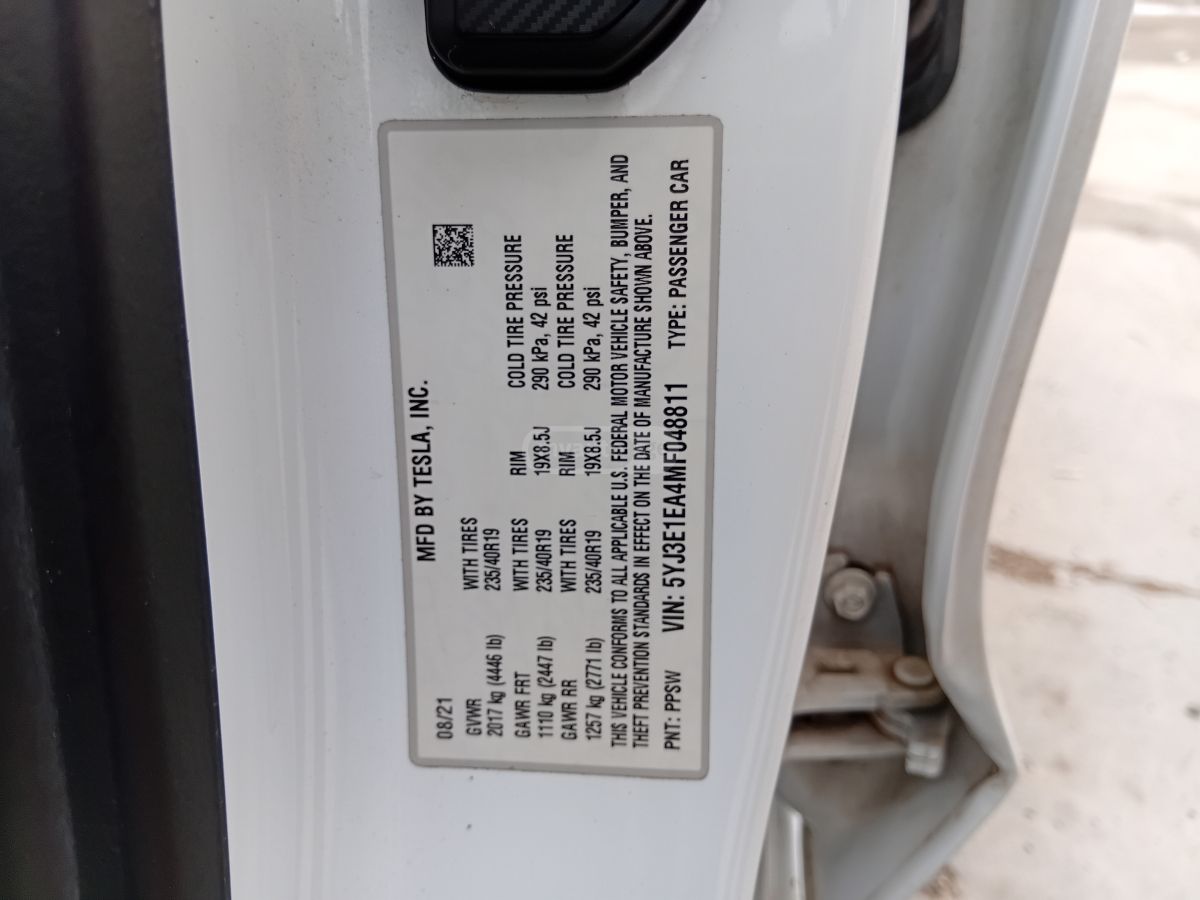 MFD BY TESLA, INC.
08/21
GVWR WITH TIRES
2017 kg (4446 lb) 235/40R19
GAWR FRT WITH TIRES RIM COLD TIRE PRESSURE
1110 kg (2447 lb) 235/40R19 19X8.5J 290 kPa, 42 psi
GAWR RR WITH TIRES RIM COLD TIRE PRESSURE
1257 kg (2771 lb) 235/40R19 19X8.5J 290 kPa, 42 psi
THIS VEHICLE CONFORMS TO ALL APPLICABLE U.S. FEDERAL MOTOR VEHICLE SAFETY, BUMPER, AND
THEFT PREVENTION STANDARDS IN EFFECT ON THE DATE OF MANUFACTURE SHOWN ABOVE.
PNT: PPSW VIN: 5YJ3E1EA4MF048811 TYPE: PASSENGER CAR